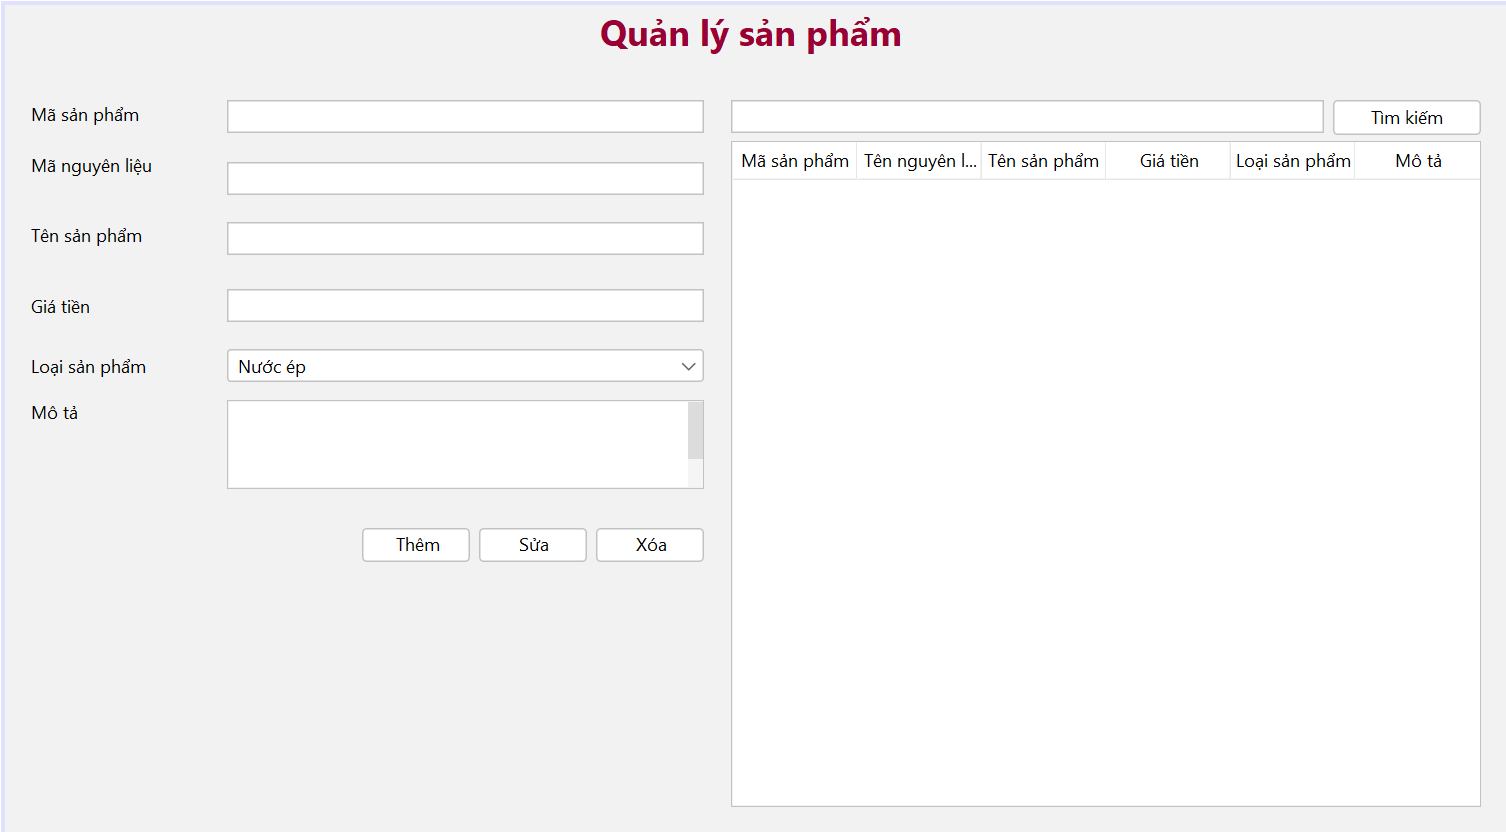 Quản lý sản phẩm
Mã sản phẩm
Mã nguyên liệu
Tên sản phẩm
Giá tiền
Loại sản phẩm
Nước ép
Mô tả
Thêm
Sửa
Xóa
Tìm kiếm
Mã sản phẩm
Tên nguyên l...
Tên sản phẩm
Giá tiền
Loại sản phẩm
Mô tả